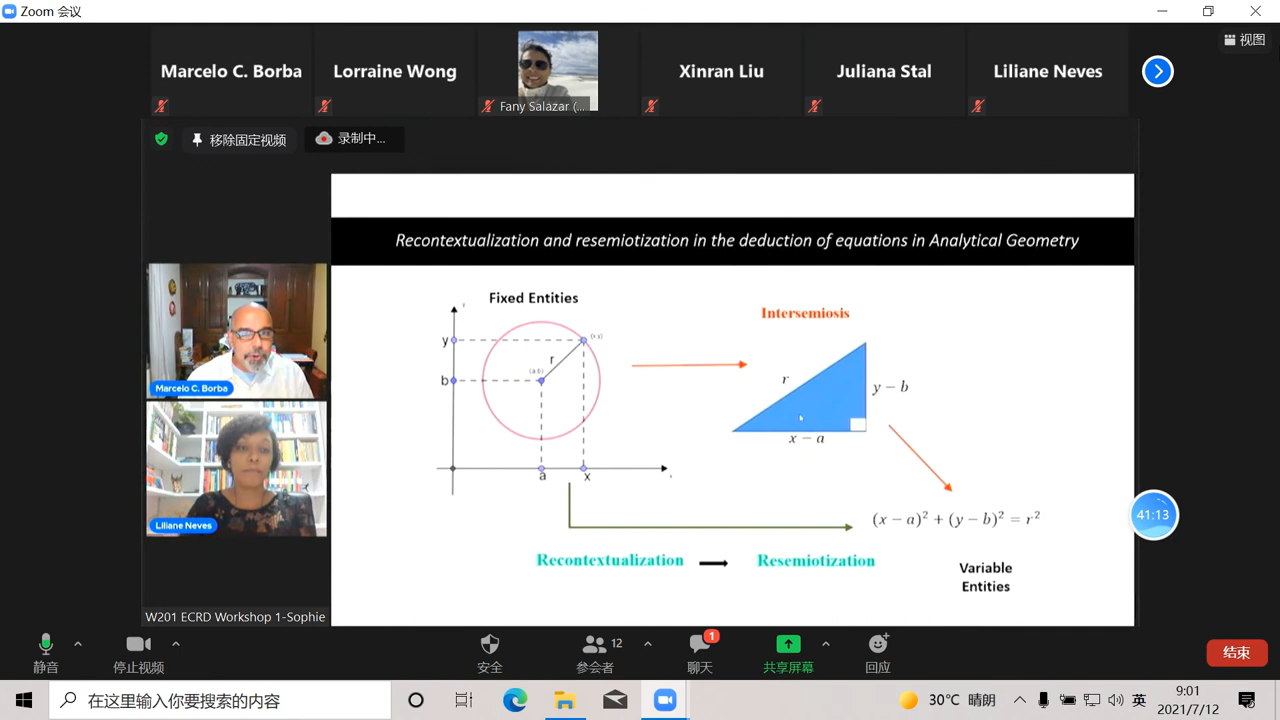 Zoom 会议
视图
Marcelo C. Borba
Lorraine Wong
Fany Salazar (...
Xinran Liu
Juliana Stal
Liliane Neves
移除固定视频
录制中...
Recontextualization and resemiotization in the deduction of equations in Analytical Geometry
Fixed Entities
Intersemiosis
y
(x y)
r
(a b)
b
a
x
r
y − b
x − a
(x − a)² + (y − b)² = r²
Recontextualization
Resemiotization
Variable
Entities
Marcelo C. Borba
Liliane Neves
W201 ECRD Workshop 1-Sophie
41:13
静音
停止视频
安全
12
参会者
1
聊天
共享屏幕
回应
结束
在这里输入你要搜索的内容
30°C 晴朗
英
9:01
2021/7/12